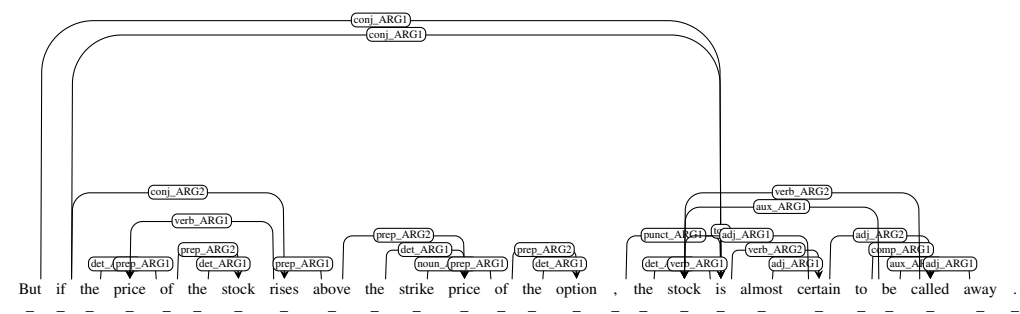 conj_ARG1
conj_ARG1
conj_ARG2 verb_ARG2
aux_ARG1
verb_ARG1
prep_ARG2 punct_ARG1 adj_ARG1 adj_ARG2
prep_ARG2 det_ARG1 prep_ARG2 verb_ARG2 comp_ARG1
prep_ARG1 det_ARG1 prep_ARG1 prep_ARG1 det_ARG1 verb_ARG1 adj_ARG1 adj_ARG1
But if the price of the stock rises above the strike price of the option , the stock is almost certain to be called away .
_ _ _ _ _ _ _ _ _ _ _ _ _ _ _ _ _ _ _ _ _ _ _ _ _ _